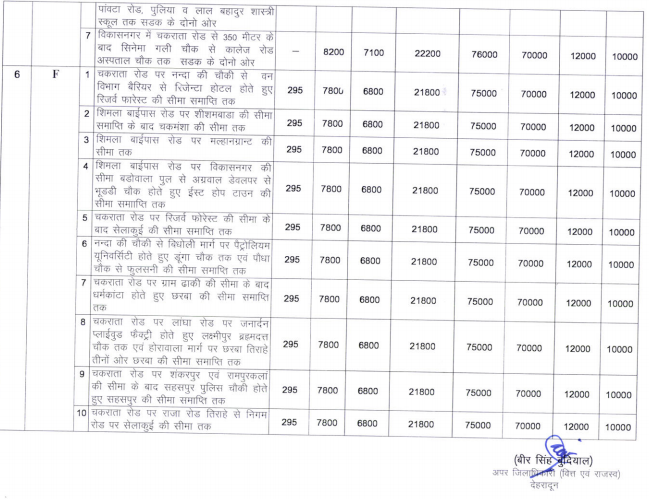 पांवटा रोड, पुलिया व लाल बहादुर शास्त्री
स्कूल तक सडक के दोनो ओर
7 विकासनगर में चकराता रोड से 350 मीटर के
बाद सिनेमा गली चौक से कालेज रोड
अस्पताल चौक तक सडके के दोनो ओर
– 8200 7100 22200 76000 70000 12000 10000
6 F 1 चकराता रोड पर नन्दा की चौकी से वन
विभाग बैरियर से रिजेन्टा होटल होते हुए
रिजर्व फारेस्ट की सीमा समाप्ति तक
295 7800 6800 21800 75000 70000 12000 10000
2 शिमला बाईपास रोड पर शीशमबाडा की सीमा
समाप्ति के बाद चकमंशा की सीमा तक
295 7800 6800 21800 75000 70000 12000 10000
3 शिमला बाईपास रोड पर मल्हानग्रान्ट की
सीमा तक
295 7800 6800 21800 75000 70000 12000 10000
4 शिमला बाईपास रोड पर विकासनगर की
सीमा बडोवाला पुल से अग्रवाल डेवलपर से
भूडडी चौक होते हुए ईस्ट होप टाउन की
सीमा समाप्ति तक
295 7800 6800 21800 75000 70000 12000 10000
5 चकराता रोड पर रिजर्व फोरेस्ट की सीमा के
बाद सेलाकुई की सीमा समाप्ति तक
295 7800 6800 21800 75000 70000 12000 10000
6 नन्दा की चौकी से बिधोली मार्ग पर पैट्रोलियम
यूनिवर्सिटी होते हुए डूंगा चौक तक एवं पौधा
चौक से फुलसनी की सीमा समाप्ति तक
295 7800 6800 21800 75000 70000 12000 10000
7 चकराता रोड पर ग्राम ढाकी की सीमा के बाद
धर्मकांटा होते हुए छरबा की सीमा समाप्ति
तक
295 7800 6800 21800 75000 70000 12000 10000
8 चकराता रोड पर लांघा रोड पर जनार्दन
प्लाईवुड फैक्ट्री होते हुए लक्ष्मीपुर ब्रहमदत्त
चौक तक एवं होरावाला मार्ग पर छरबा तिराहे
तीनों ओर छरबा की सीमा समाप्ति तक
295 7800 6800 21800 75000 70000 12000 10000
9 चकराता रोड पर शंकरपुर एवं रामपुरकलां
की सीमा के बाद सहसपुर पुलिस चौकी होते
हुए सहसपुर की सीमा समाप्ति तक
295 7800 6800 21800 75000 70000 12000 10000
10 चकराता रोड पर राजा रोड तिराहे से निगम
रोड पर सेलाकुई की सीमा तक
295 7800 6800 21800 75000 70000 12000 10000
(बीर सिंह बुदियाल)
अपर जिलाधिकारी (वित्त एवं राजस्व)
देहरादून